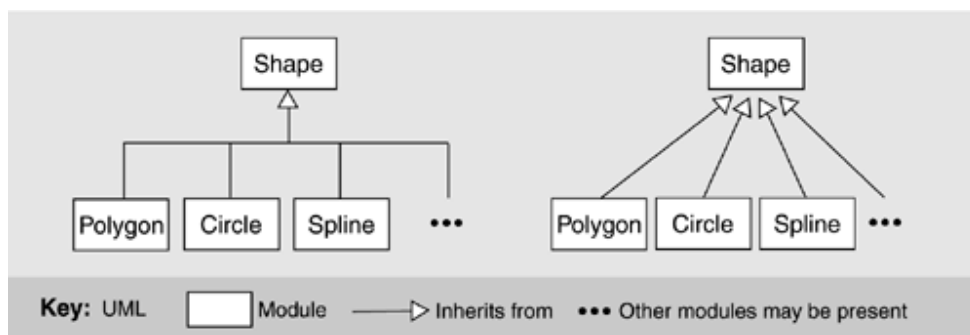 Shape Shape
Polygon Circle Spline ••• Polygon Circle Spline •••
Key: UML Module Inherits from ••• Other modules may be present